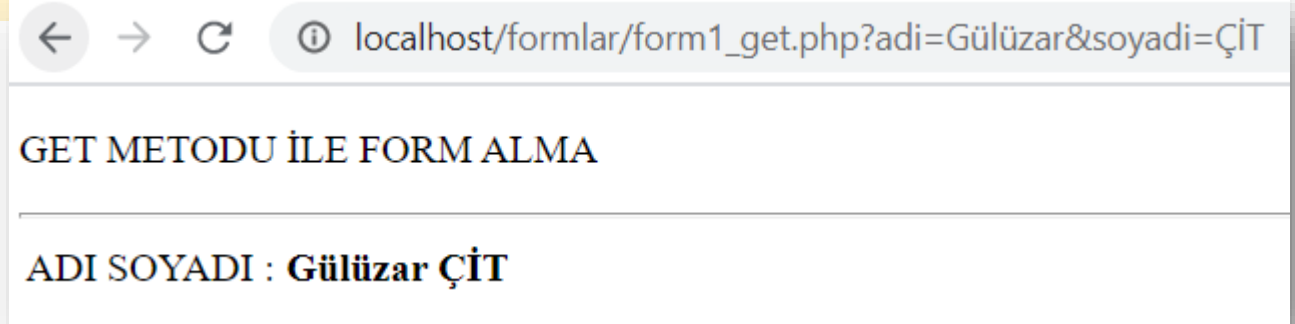 localhost/formlar/form1_get.php?adi=Gülüzar&soyadi=ÇİT
GET METODU İLE FORM ALMA
ADI SOYADI : Gülüzar ÇİT